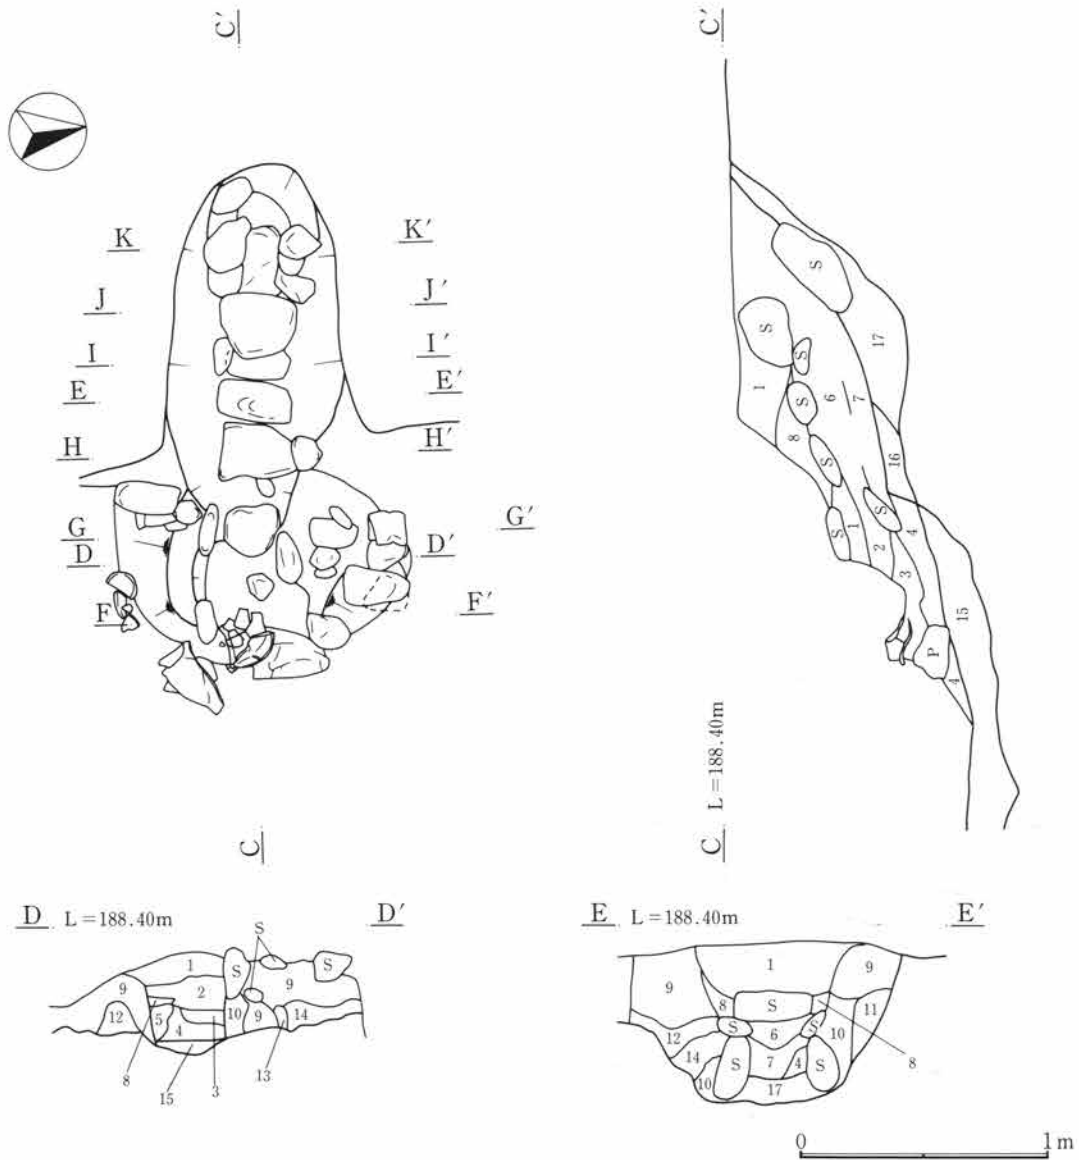 C′ C′
K K′
J J′
I I′
E E′
H H′
G G′
D D′
F F′
S
17
S
S
1
6
7
S
8
S
16
S
S
1
2
4
3
15
P
4
L=188.40m
C C
D L=188.40m D′
S
1
S
S
9
2
9
12
5
4
10
9
14
8
3
13
15
E L=188.40m E′
1
9
9
8
S
11
12
S
6
S
10
14
S
7
4
S
8
10
17
0 1m